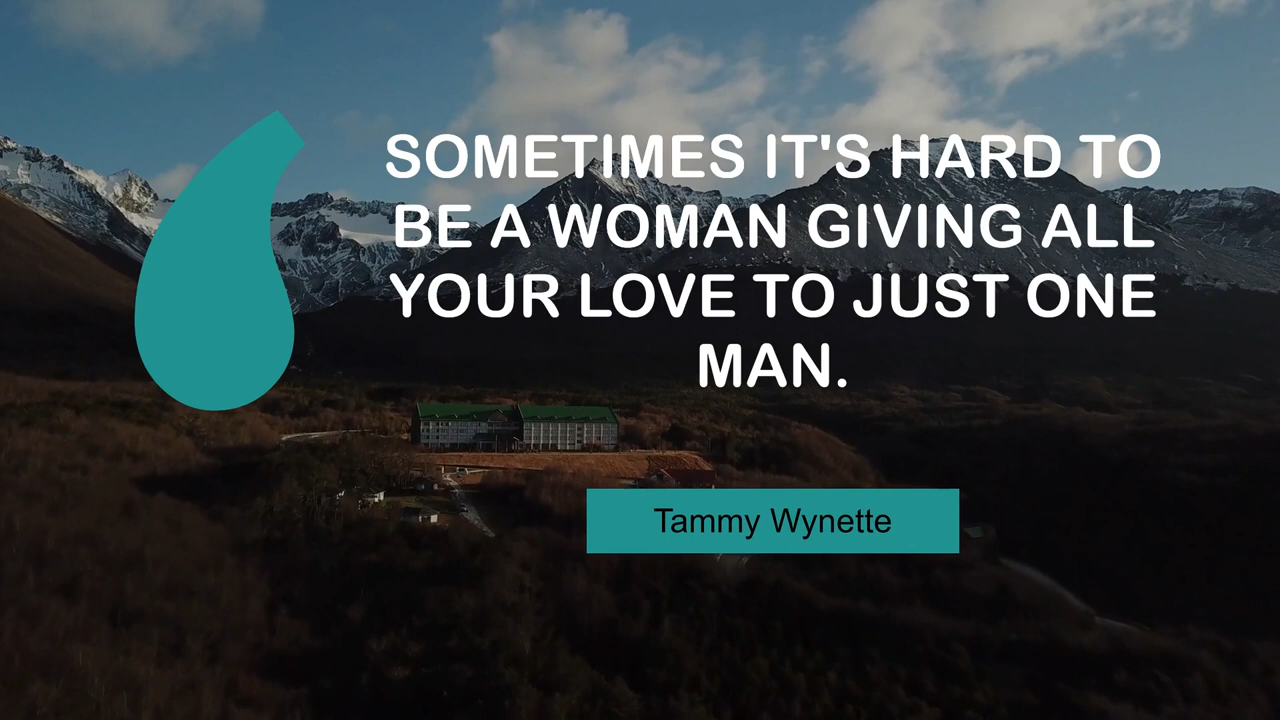 SOMETIMES IT'S HARD TO
BE A WOMAN GIVING ALL
YOUR LOVE TO JUST ONE
MAN.
Tammy Wynette